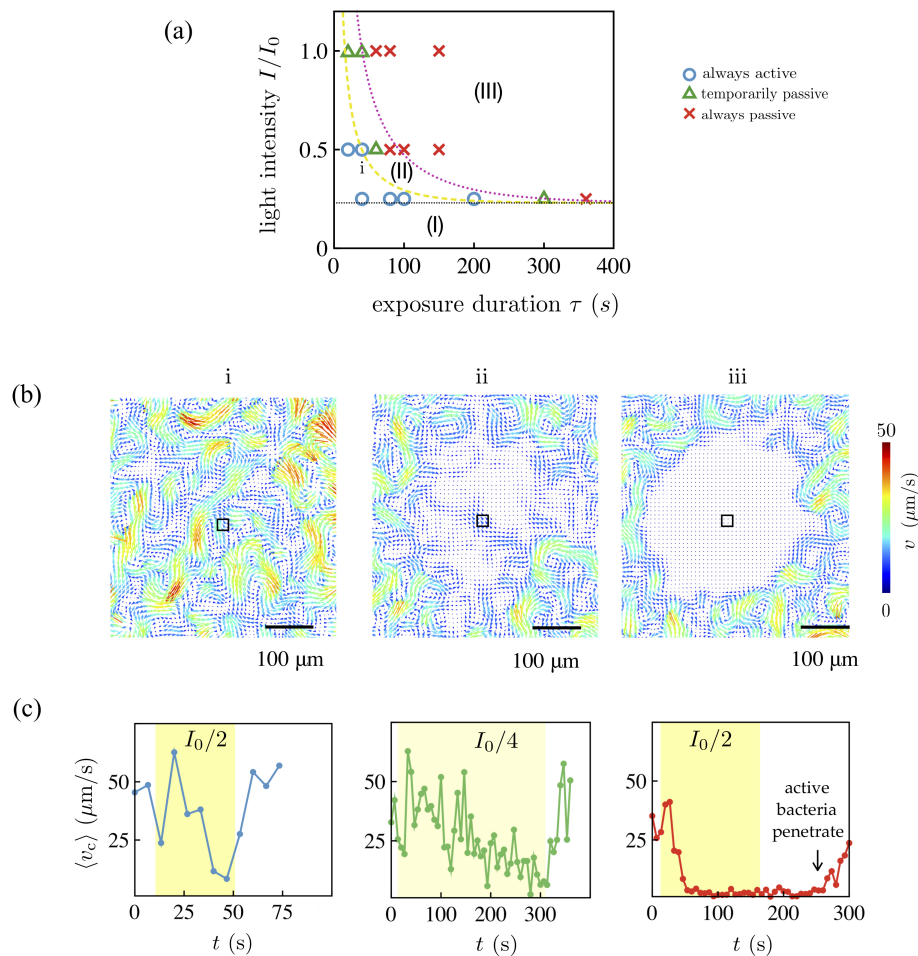 (a)
light intensity I/I₀
1.0
0.5
0
(III)
(II)
i
(I)
0 100 200 300 400
exposure duration τ (s)
always active
temporarily passive
always passive
(b)
i ii iii
50
v (μm/s)
0
100 μm 100 μm 100 μm
(c)
⟨v_c⟩ (μm/s)
50
25
I₀/2
0 25 50 75
t (s)
50
25
I₀/4
0 100 200 300
t (s)
50
25
I₀/2
active
bacteria
penetrate
0 100 200 300
t (s)